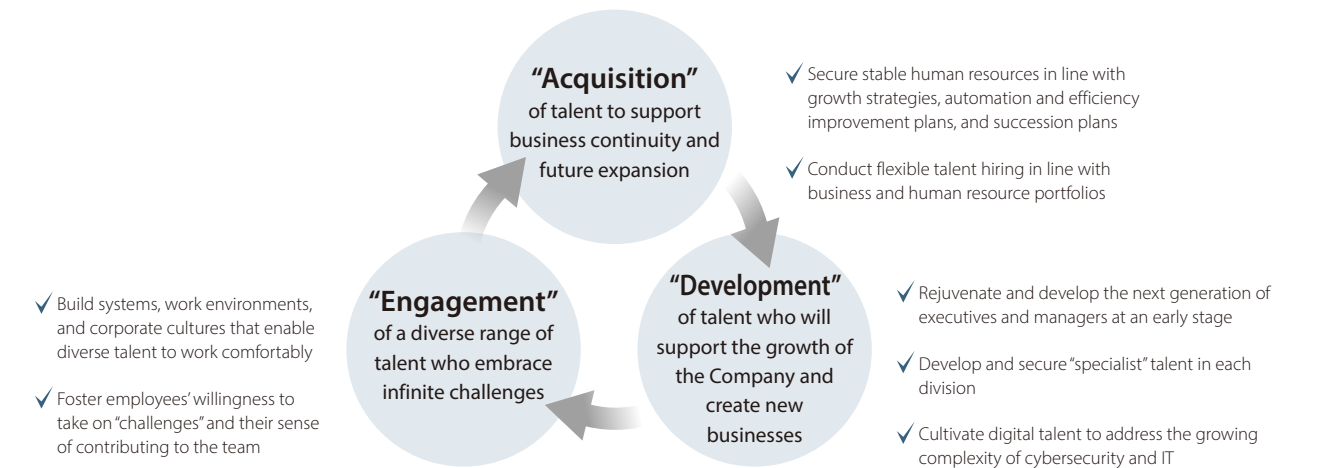 “Acquisition”
of talent to support
business continuity and
future expansion
Secure stable human resources in line with
growth strategies, automation and efficiency
improvement plans, and succession plans
Conduct flexible talent hiring in line with
business and human resource portfolios
“Development”
of talent who will
support the growth of
the Company and
create new
businesses
Rejuvenate and develop the next generation of
executives and managers at an early stage
Develop and secure “specialist” talent in each
division
Cultivate digital talent to address the growing
complexity of cybersecurity and IT
“Engagement”
of a diverse range of
talent who embrace
infinite challenges
Build systems, work environments,
and corporate cultures that enable
diverse talent to work comfortably
Foster employees’ willingness to
take on “challenges” and their sense
of contributing to the team